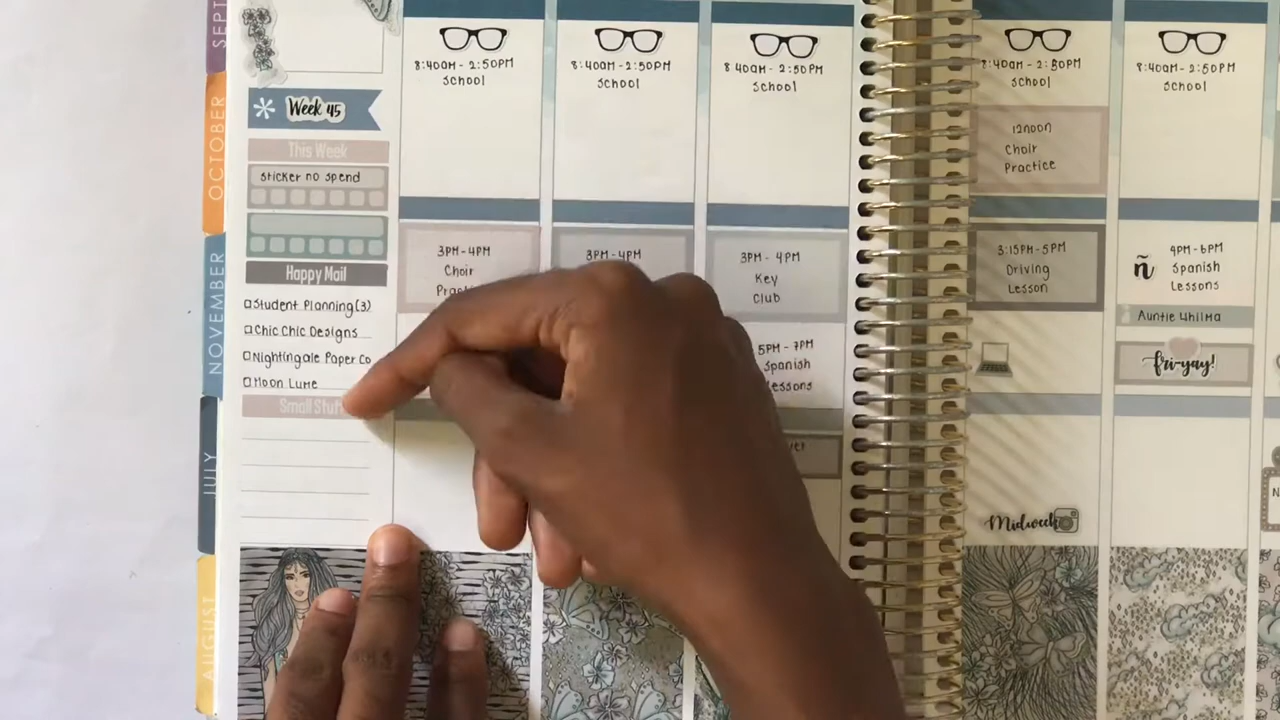 SEPT
OCTOBER
NOVEMBER
JULY
AUGUST
Week 45
This Week
Sticker no spend
Happy Mail
Student Planning(3)
Chic Chic Designs
Nightingale Paper Co
Moon Lune
Small Stuff
8:40AM - 2:50PM
School
3PM - 4PM
Choir
8:40AM - 2:50PM
School
3PM - 4PM
8 40AM - 2:50PM
School
3PM - 4PM
Key
Club
5PM - 7PM
Spanish
Lessons
8:40AM - 2:50PM
School
12noon
Choir
Practice
3:15PM - 5PM
Driving
Lesson
Midweek
8:40AM - 2:50PM
School
ñ
4PM - 6PM
Spanish
Lessons
Auntie Whilma
fri-yay!